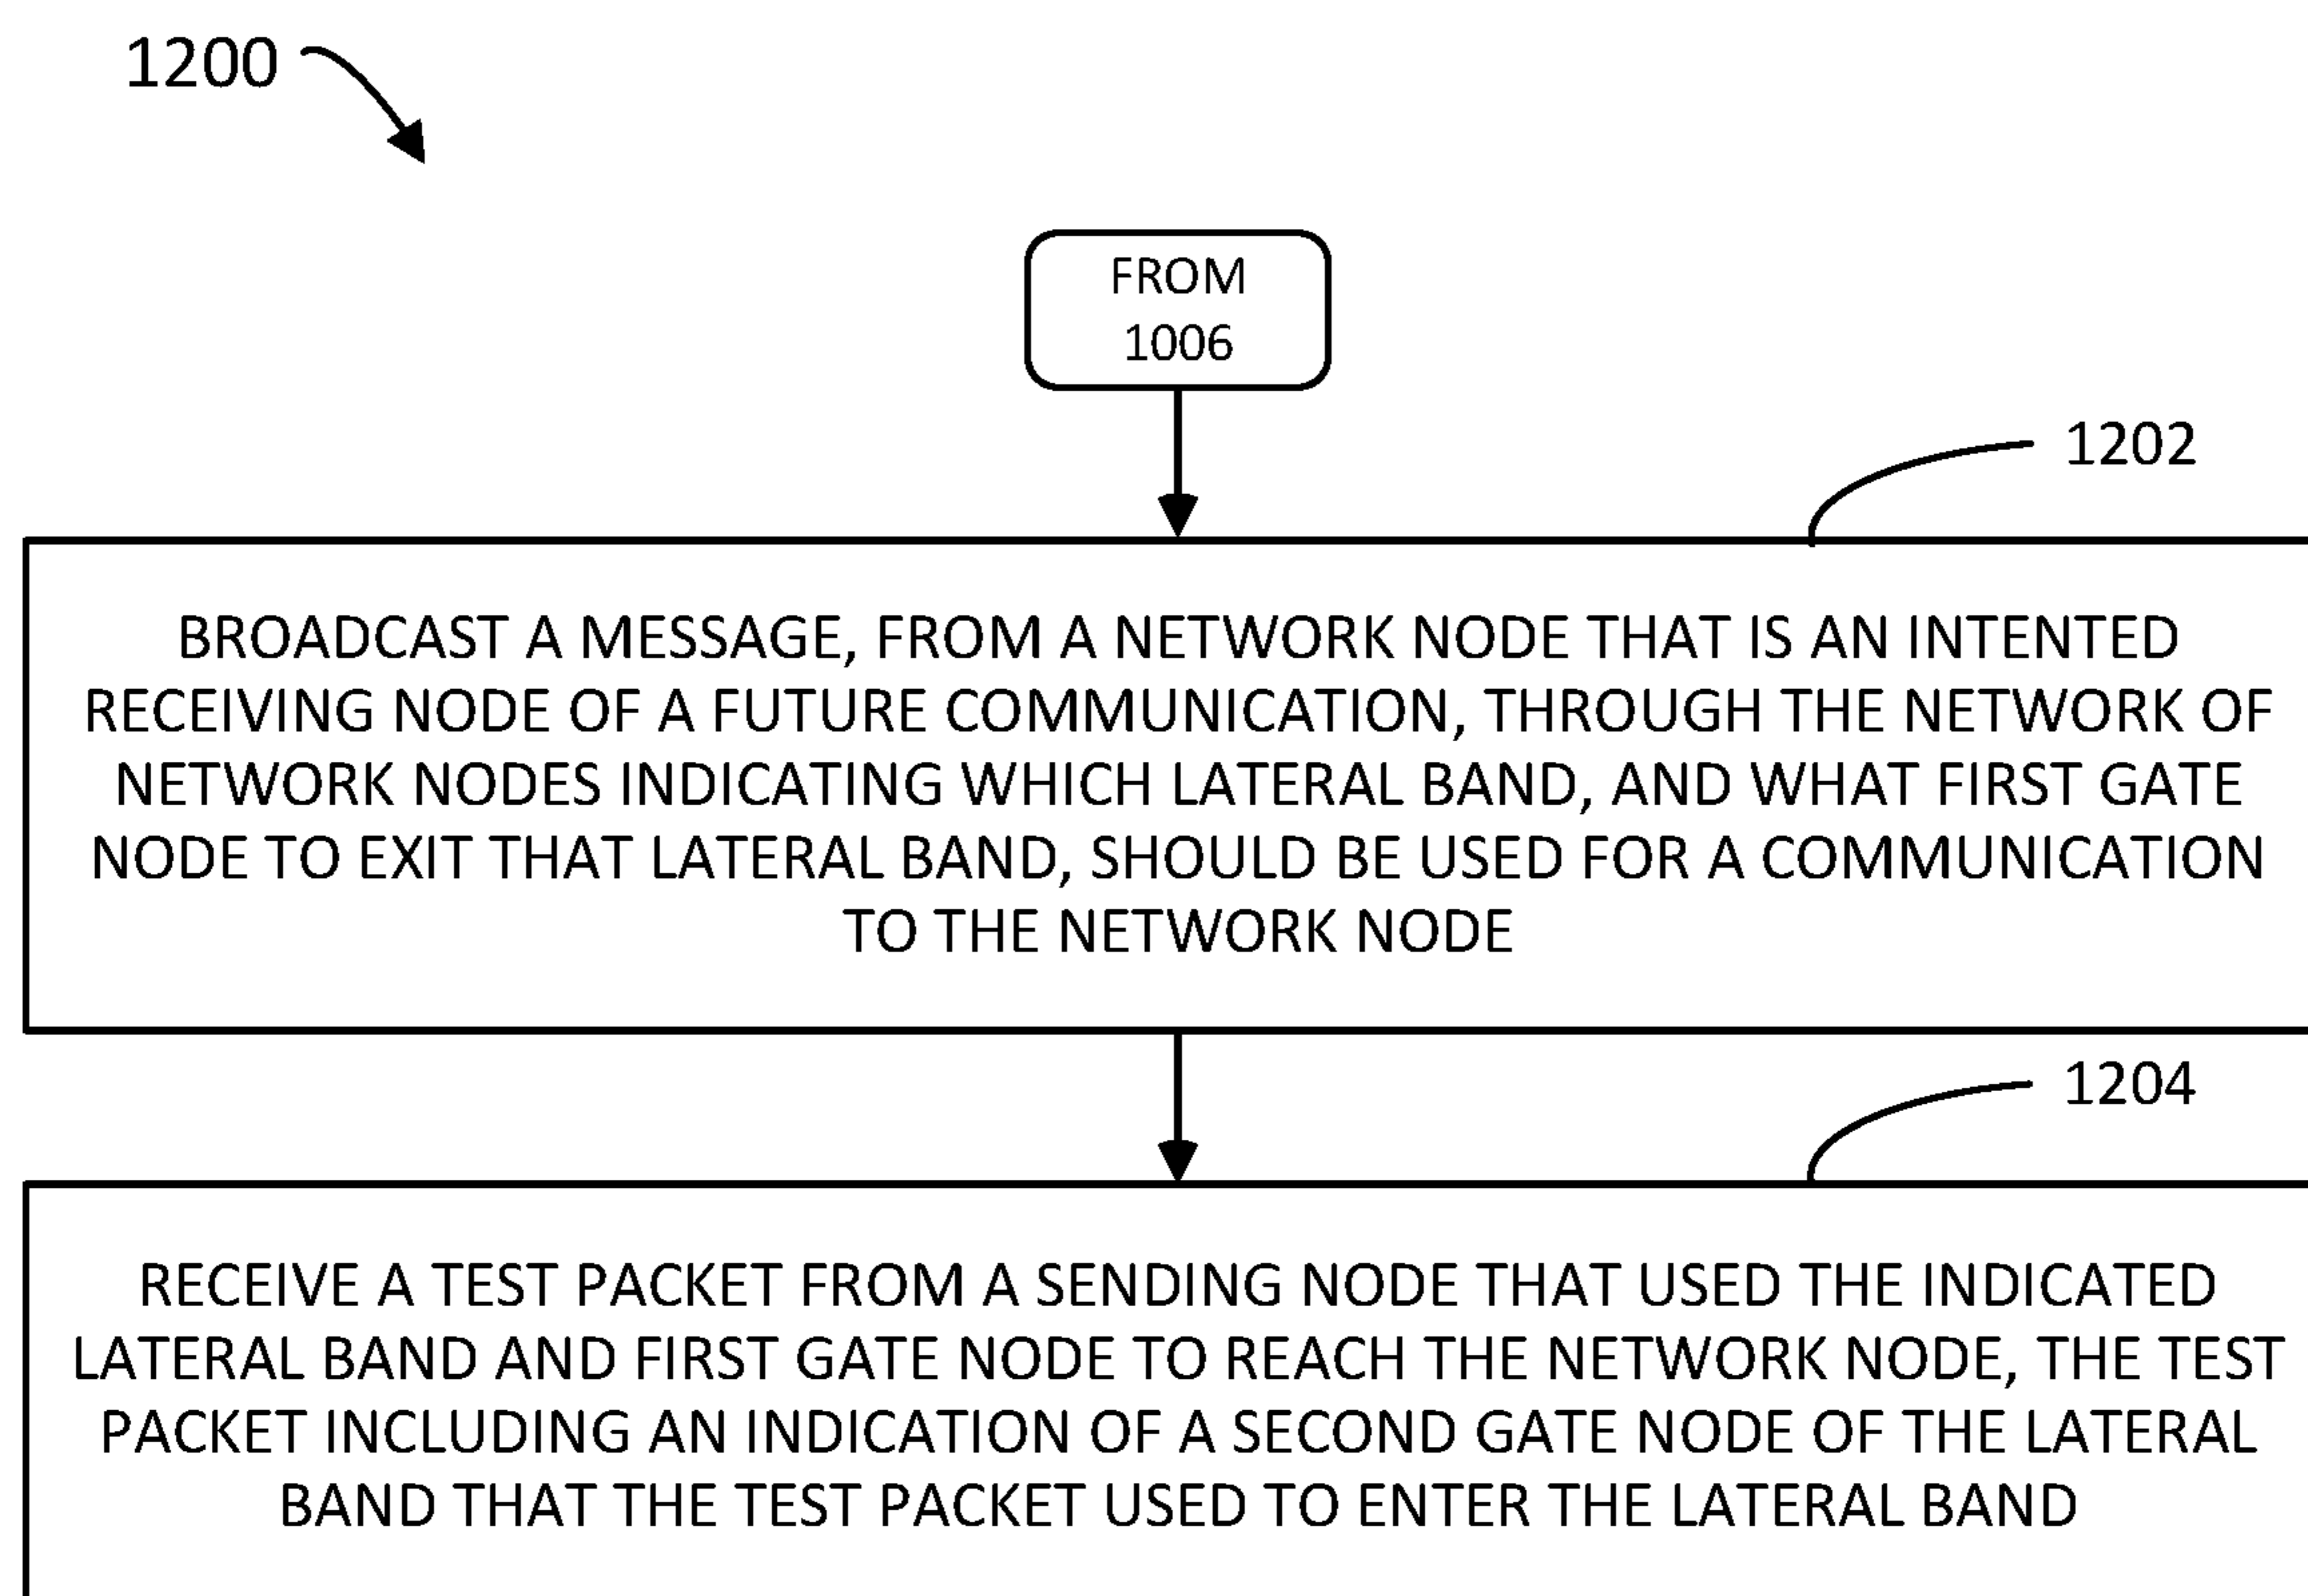 1200
FROM
1006
1202
BROADCAST A MESSAGE, FROM A NETWORK NODE THAT IS AN INTENTED
RECEIVING NODE OF A FUTURE COMMUNICATION, THROUGH THE NETWORK OF
NETWORK NODES INDICATING WHICH LATERAL BAND, AND WHAT FIRST GATE
NODE TO EXIT THAT LATERAL BAND, SHOULD BE USED FOR A COMMUNICATION
TO THE NETWORK NODE
1204
RECEIVE A TEST PACKET FROM A SENDING NODE THAT USED THE INDICATED
LATERAL BAND AND FIRST GATE NODE TO REACH THE NETWORK NODE, THE TEST
PACKET INCLUDING AN INDICATION OF A SECOND GATE NODE OF THE LATERAL
BAND THAT THE TEST PACKET USED TO ENTER THE LATERAL BAND